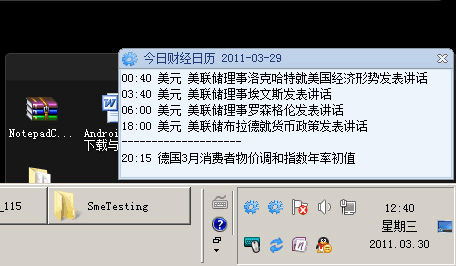 今日财经日历 2011-03-29
00:40 美元 美联储理事洛克哈特就美国经济形势发表讲话
03:40 美元 美联储理事埃文斯发表讲话
06:00 美元 美联储理事罗森格伦发表讲话
18:00 美元 美联储布拉德就货币政策发表讲话
--------------------
20:15 德国3月消费者物价调和指数年率初值
NotepadC...
Android
下载与
_115
SmeTesting
12:40
星期三
2011.03.30